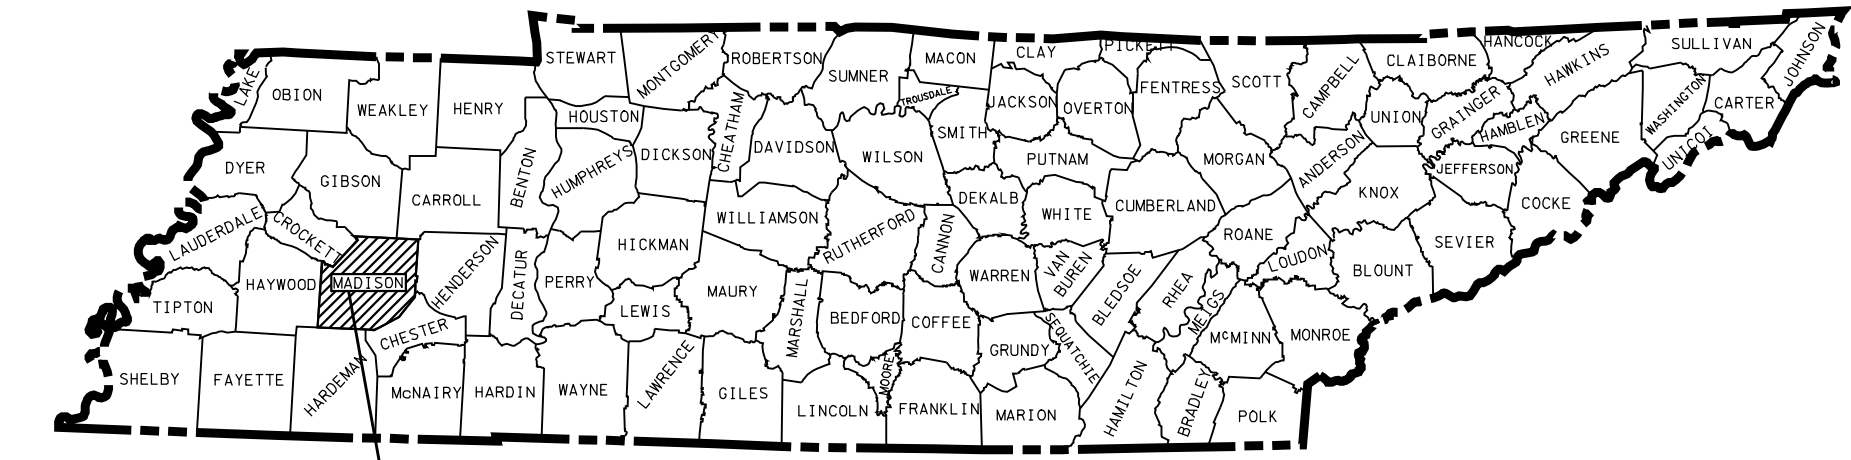 STEWART
MONTGOMERY
ROBERTSON
SUMNER
MACON
CLAY
PICKETT
HANCOCK
SULLIVAN
JOHNSON
LAKE
OBION
WEAKLEY
HENRY
HOUSTON
CHEATHAM
TROUSDALE
JACKSON
OVERTON
FENTRESS
SCOTT
CAMPBELL
CLAIBORNE
HAWKINS
UNION
GRAINGER
HAMBLEN
GREENE
WASHINGTON
CARTER
UNICOI
DYER
GIBSON
CARROLL
BENTON
HUMPHREYS
DICKSON
DAVIDSON
WILSON
SMITH
PUTNAM
MORGAN
ANDERSON
KNOX
JEFFERSON
COCKE
LAUDERDALE
CROCKETT
HICKMAN
WILLIAMSON
RUTHERFORD
CANNON
DEKALB
WHITE
CUMBERLAND
ROANE
LOUDON
BLOUNT
SEVIER
TIPTON
HAYWOOD
MADISON
HENDERSON
DECATUR
PERRY
LEWIS
MAURY
MARSHALL
BEDFORD
COFFEE
WARREN
VAN
BUREN
BLEDSOE
RHEA
MEIGS
McMINN
MONROE
SHELBY
FAYETTE
HARDEMAN
CHESTER
McNAIRY
HARDIN
WAYNE
LAWRENCE
GILES
LINCOLN
MOORE
FRANKLIN
GRUNDY
SEQUATCHIE
MARION
HAMILTON
BRADLEY
POLK